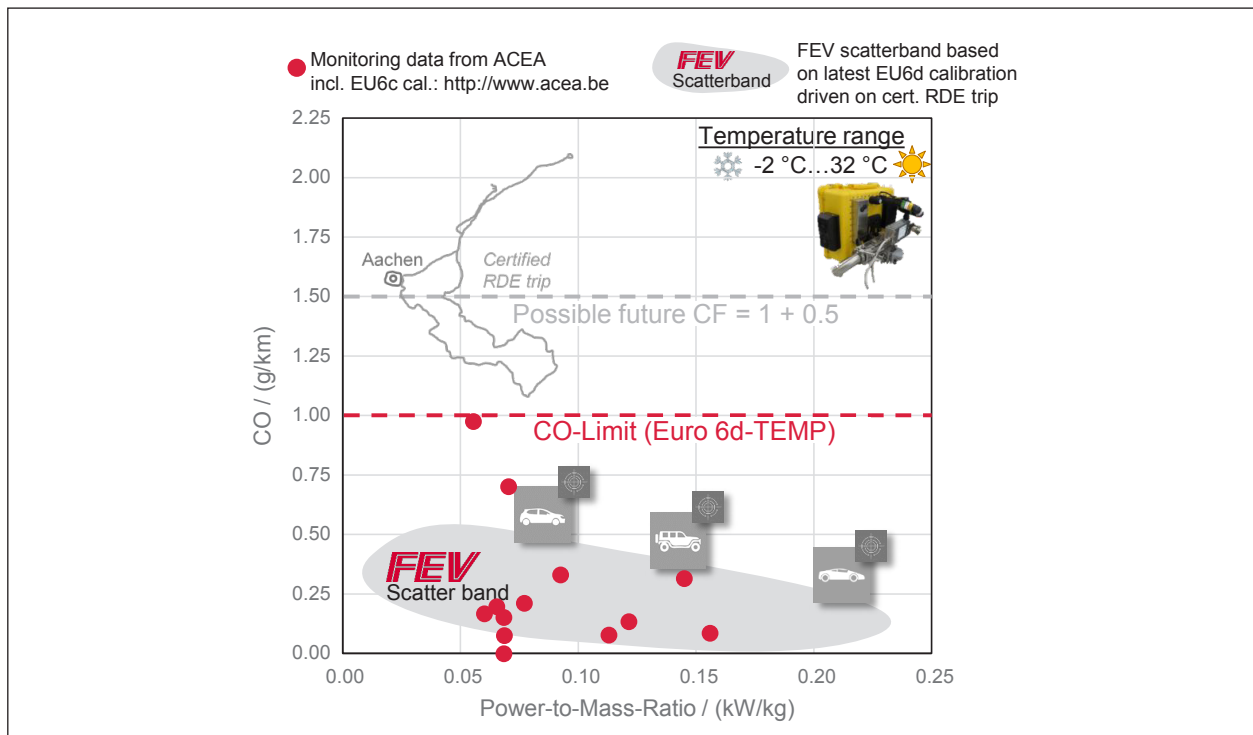 Monitoring data from ACEA
incl. EU6c cal.: http://www.acea.be
FEV
Scatterband
FEV scatterband based
on latest EU6d calibration
driven on cert. RDE trip
2.25
2.00
1.75
1.50
1.25
1.00
0.75
0.50
0.25
0.00
CO / (g/km)
Temperature range
-2 °C…32 °C
Aachen
Certified
RDE trip
Possible future CF = 1 + 0.5
CO-Limit (Euro 6d-TEMP)
FEV
Scatter band
0.00
0.05
0.10
0.15
0.20
0.25
Power-to-Mass-Ratio / (kW/kg)